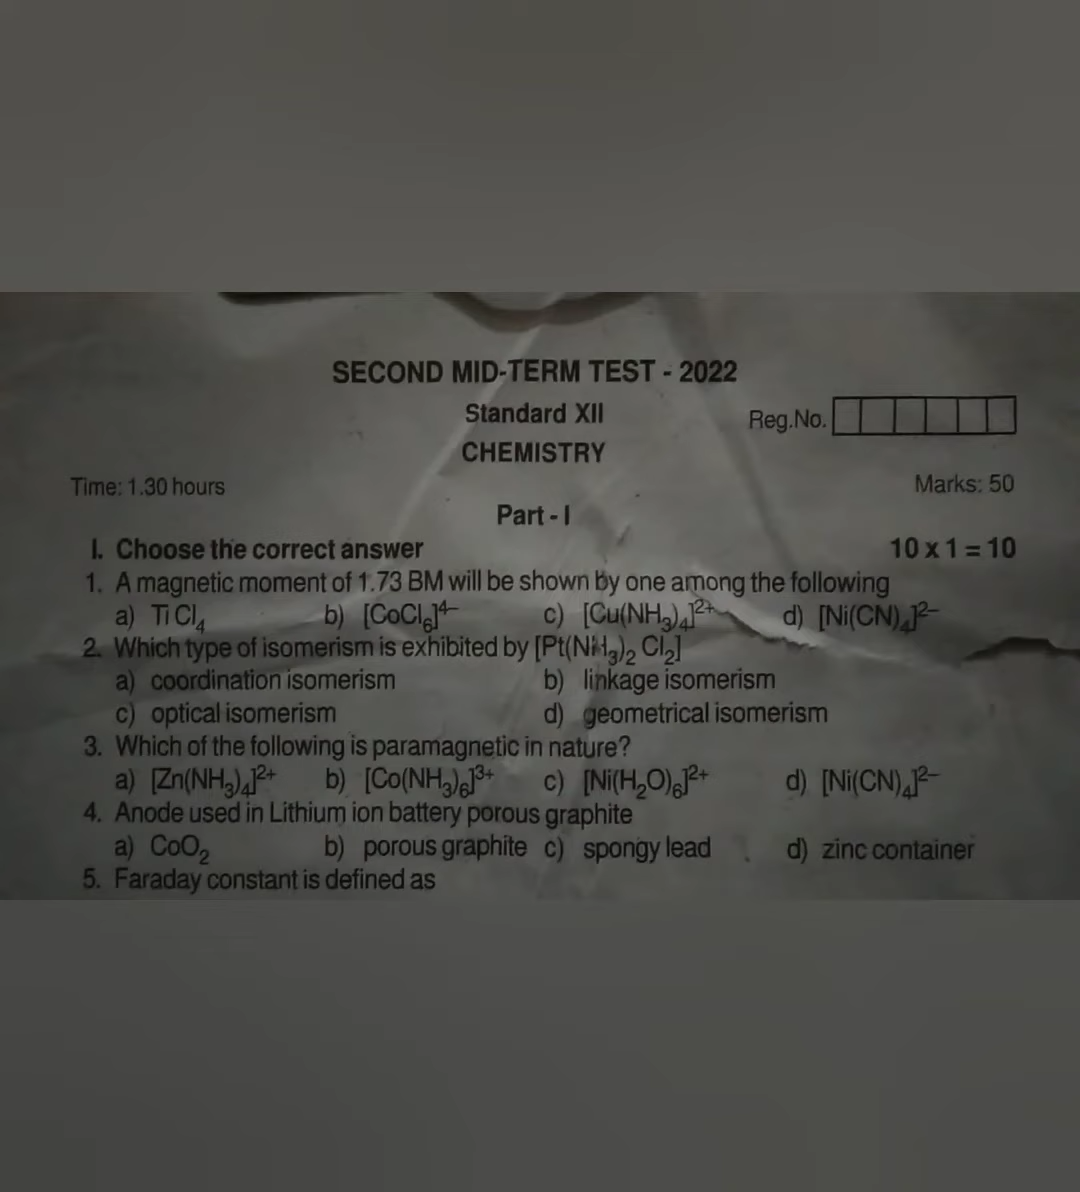 SECOND MID-TERM TEST - 2022
Standard XII
Reg.No.
CHEMISTRY
Time: 1.30 hours
Marks: 50
Part - I
I. Choose the correct answer 10 x 1 = 10
1. A magnetic moment of 1.73 BM will be shown by one among the following
a) TiCl₄ b) [CoCl₆]⁴⁻ c) [Cu(NH₃)₄]²⁺ d) [Ni(CN)₄]²⁻
2. Which type of isomerism is exhibited by [Pt(NH₃)₂ Cl₂]
a) coordination isomerism b) linkage isomerism
c) optical isomerism d) geometrical isomerism
3. Which of the following is paramagnetic in nature?
a) [Zn(NH₃)₄]²⁺ b) [Co(NH₃)₆]³⁺ c) [Ni(H₂O)₆]²⁺ d) [Ni(CN)₄]²⁻
4. Anode used in Lithium ion battery porous graphite
a) CoO₂ b) porous graphite c) spongy lead d) zinc container
5. Faraday constant is defined as